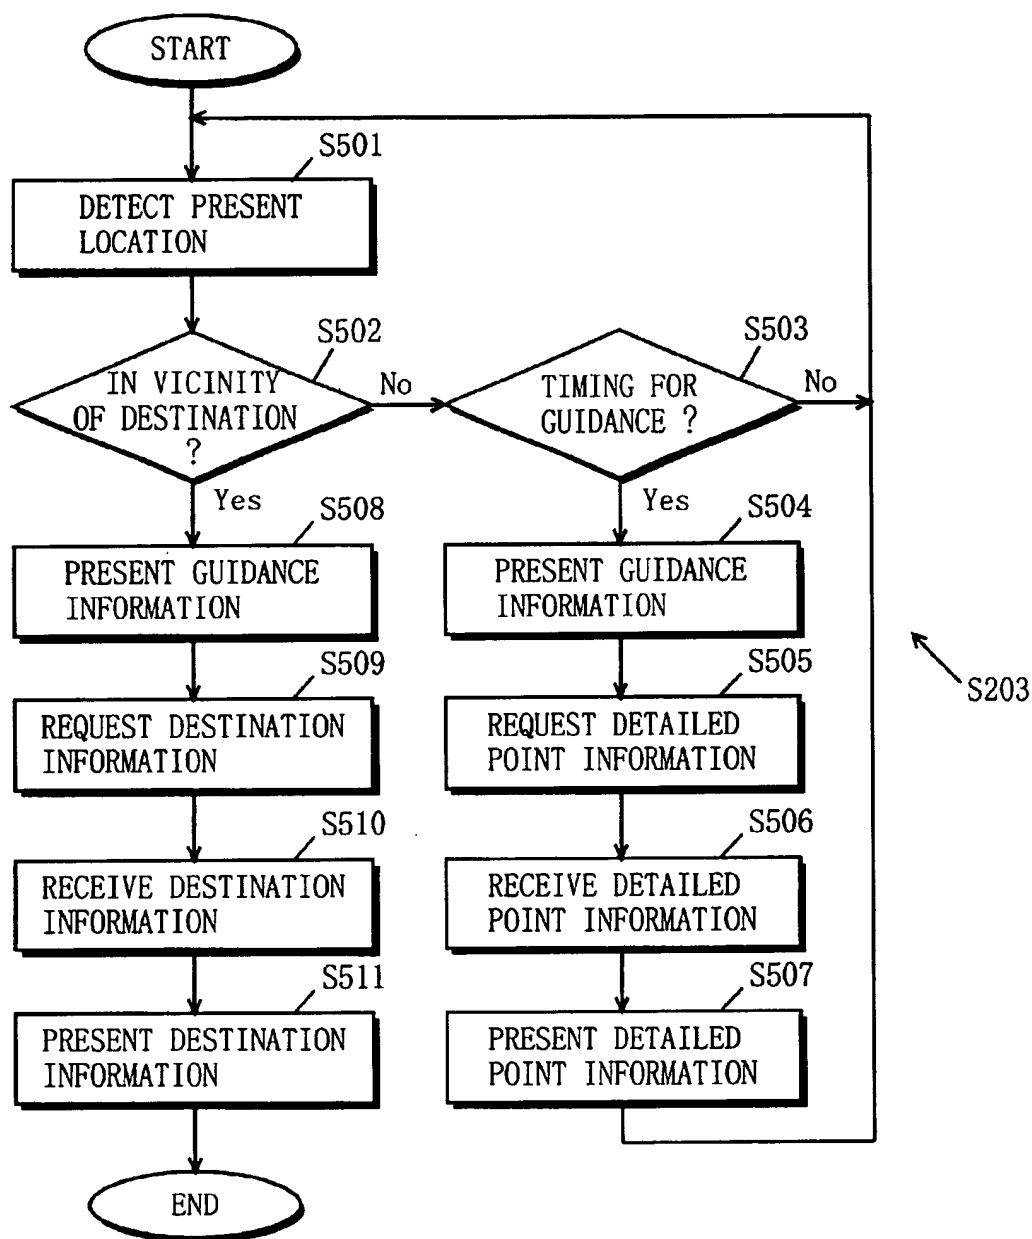 START
S501
DETECT PRESENT
LOCATION
S502
IN VICINITY
OF DESTINATION
?
No
Yes
S503
TIMING FOR
GUIDANCE ?
No
Yes
S508
PRESENT GUIDANCE
INFORMATION
S504
PRESENT GUIDANCE
INFORMATION
S509
REQUEST DESTINATION
INFORMATION
S505
REQUEST DETAILED
POINT INFORMATION
S203
S510
RECEIVE DESTINATION
INFORMATION
S506
RECEIVE DETAILED
POINT INFORMATION
S511
PRESENT DESTINATION
INFORMATION
S507
PRESENT DETAILED
POINT INFORMATION
END